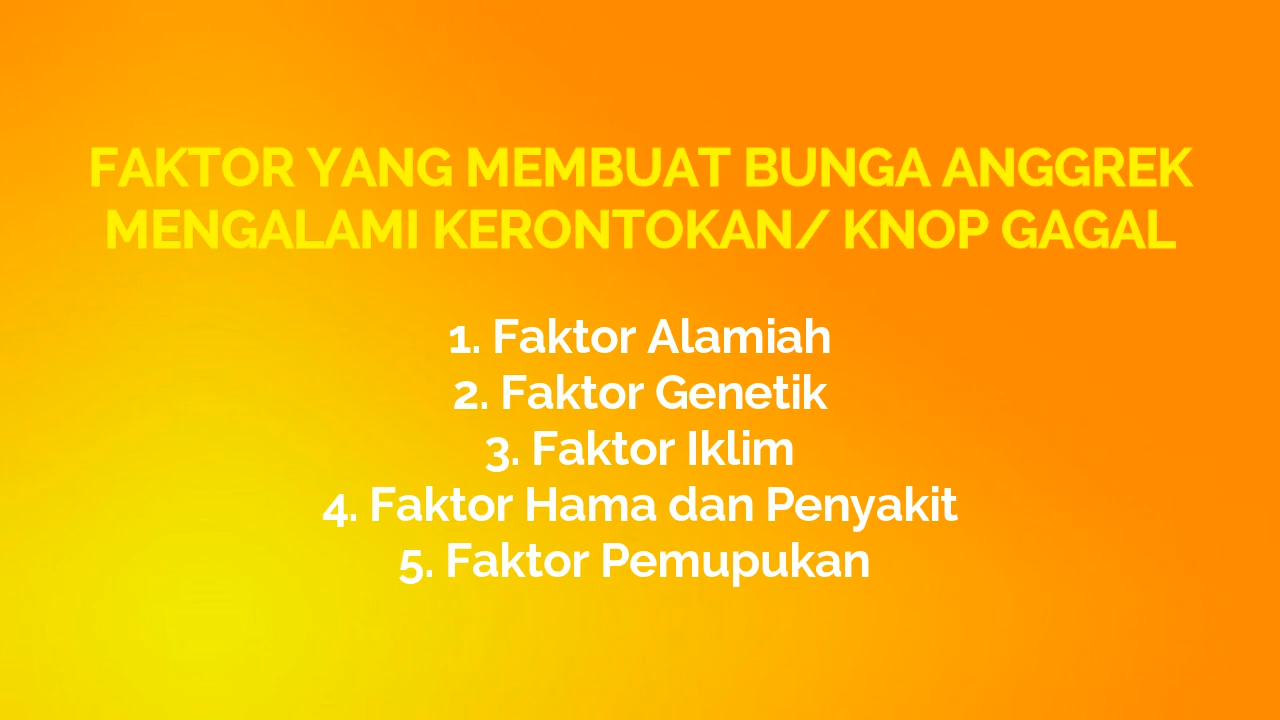 FAKTOR YANG MEMBUAT BUNGA ANGGREK
MENGALAMI KERONTOKAN/ KNOP GAGAL
1. Faktor Alamiah
2. Faktor Genetik
3. Faktor Iklim
4. Faktor Hama dan Penyakit
5. Faktor Pemupukan